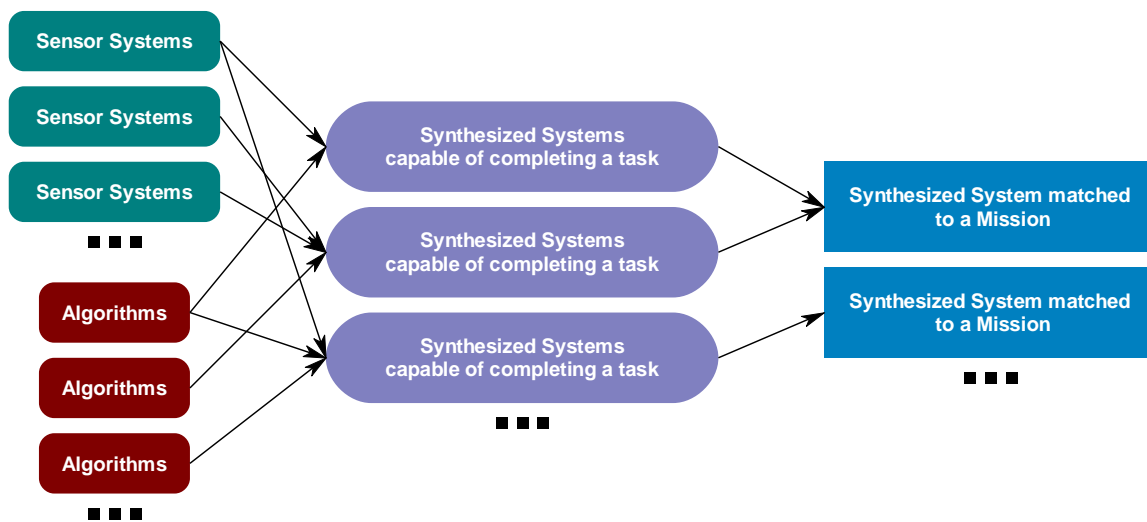 Sensor Systems
Sensor Systems
Sensor Systems
Algorithms
Algorithms
Algorithms
Synthesized Systems
capable of completing a task
Synthesized Systems
capable of completing a task
Synthesized Systems
capable of completing a task
Synthesized System matched
to a Mission
Synthesized System matched
to a Mission